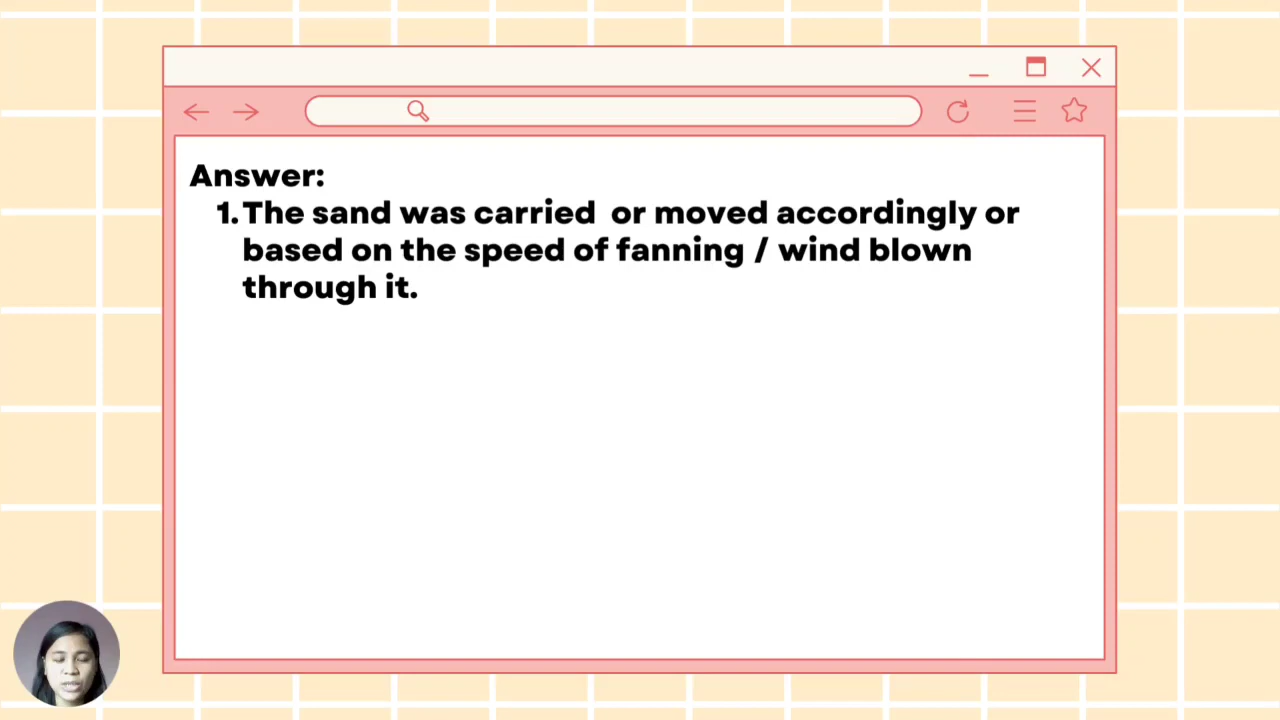 Answer:
1. The sand was carried  or moved accordingly or
based on the speed of fanning / wind blown
through it.